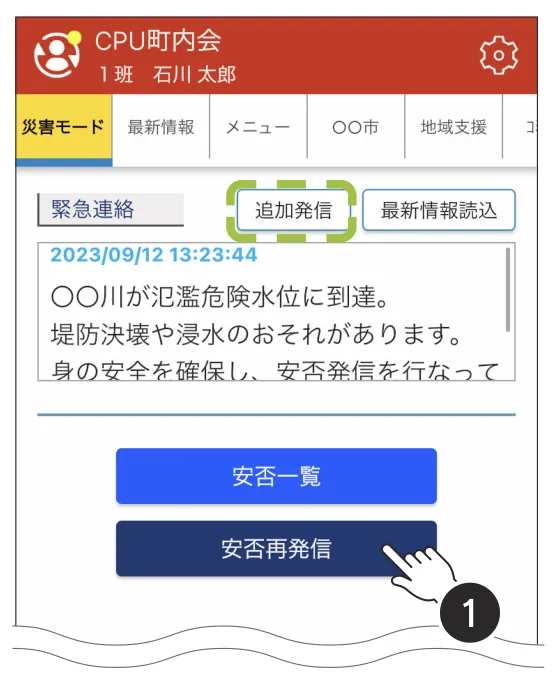 CPU町内会
1班　石川 太郎
災害モード
最新情報
メニュー
〇〇市
地域支援
緊急連絡
追加発信
最新情報読込
2023/09/12 13:23:44
〇〇川が氾濫危険水位に到達。
堤防決壊や浸水のおそれがあります。
身の安全を確保し、安否発信を行なって
安否一覧
安否再発信
1